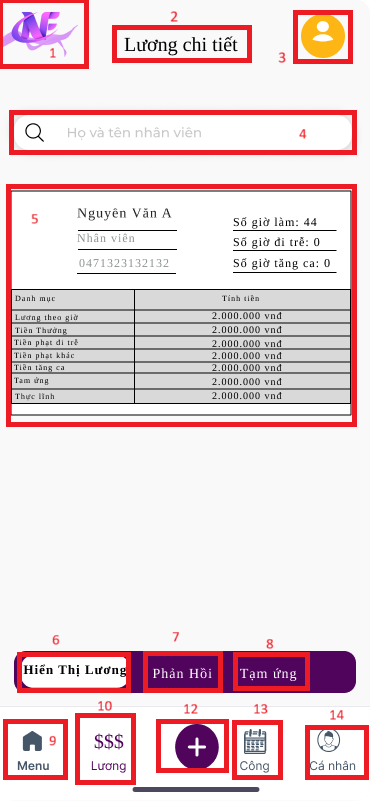 NE
1
2
Lương chi tiết
3
Họ và tên nhân viên
4
5
Nguyên Văn A
Nhân viên
0471323132132
Số giờ làm: 44
Số giờ đi trễ: 0
Số giờ tăng ca: 0
Danh mục Tính tiền
Lương theo giờ 2.000.000 vnđ
Tiền Thưởng 2.000.000 vnđ
Tiền phạt đi trễ 2.000.000 vnđ
Tiền phạt khác 2.000.000 vnđ
Tiền tăng ca 2.000.000 vnđ
Tam ứng 2.000.000 vnđ
Thực lĩnh 2.000.000 vnđ
6
7
8
Hiển Thị Lương
Phản Hồi
Tạm ứng
9
10
12
13
14
$$$
Menu
Lương
Công
Cá nhân